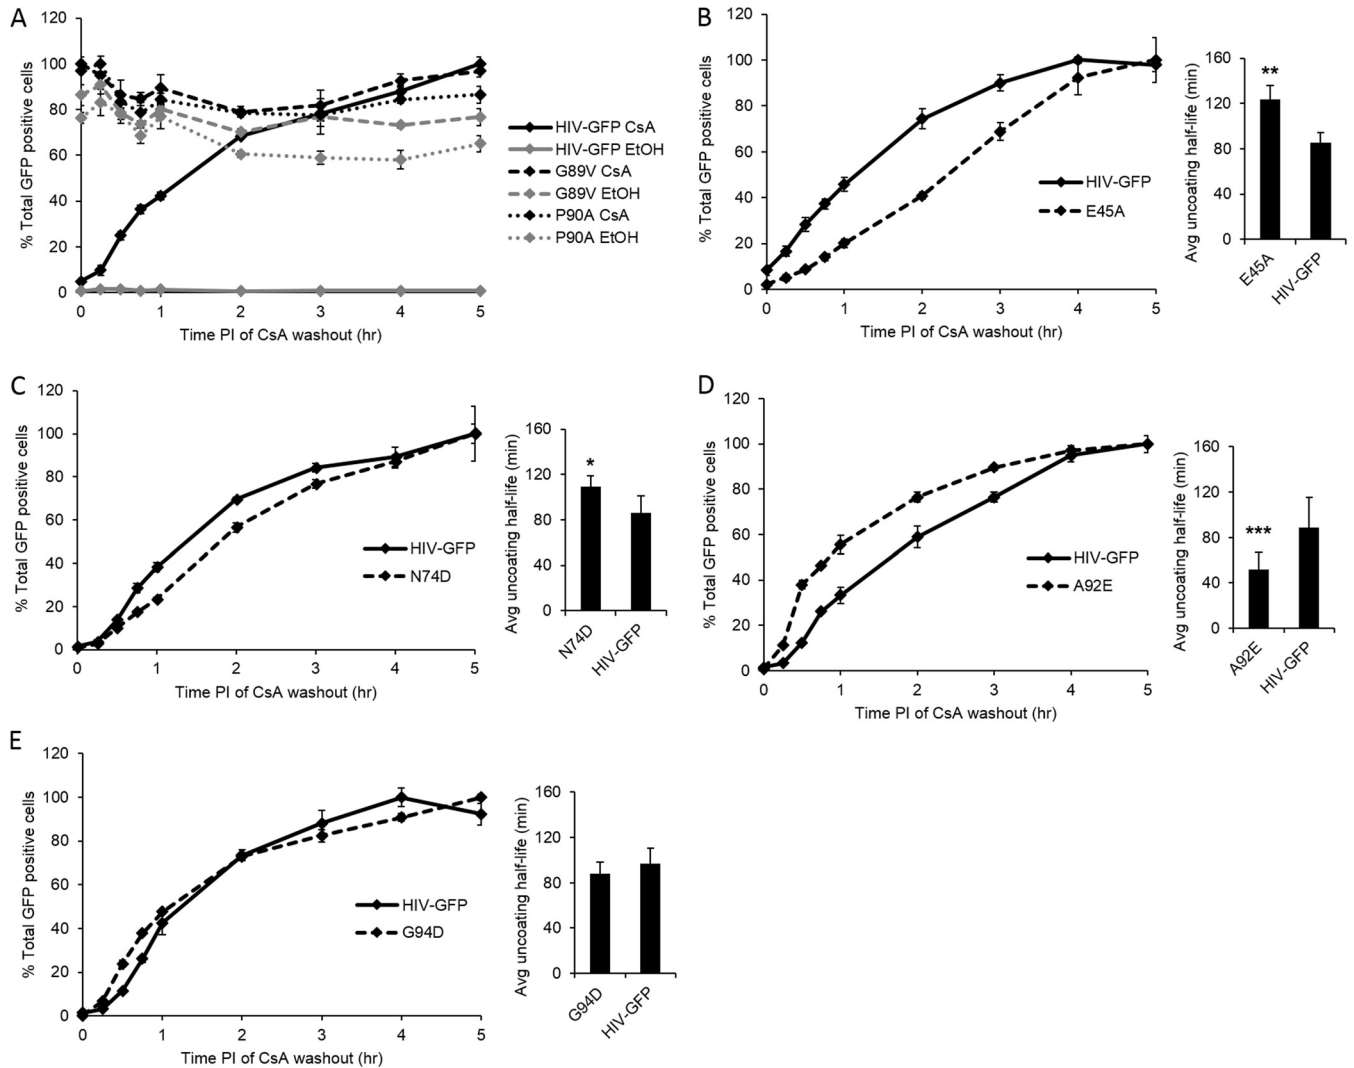 A
% Total GFP positive cells
120
100
80
60
40
20
0
0 1 2 3 4 5
Time PI of CsA washout (hr)
HIV-GFP CsA
HIV-GFP EtOH
G89V CsA
G89V EtOH
P90A CsA
P90A EtOH
B
% Total GFP positive cells
120
100
80
60
40
20
0
0 1 2 3 4 5
Time PI of CsA washout (hr)
HIV-GFP
E45A
Avg uncoating half-life (min)
160
120
80
40
0
**
E45A
HIV-GFP
C
% Total GFP positive cells
120
100
80
60
40
20
0
0 1 2 3 4 5
Time PI of CsA washout (hr)
HIV-GFP
N74D
Avg uncoating half-life (min)
160
120
80
40
0
*
N74D
HIV-GFP
D
% Total GFP positive cells
120
100
80
60
40
20
0
0 1 2 3 4 5
Time PI of CsA washout (hr)
HIV-GFP
A92E
Avg uncoating half-life (min)
160
120
80
40
0
***
A92E
HIV-GFP
E
% Total GFP positive cells
120
100
80
60
40
20
0
0 1 2 3 4 5
Time PI of CsA washout (hr)
HIV-GFP
G94D
Avg uncoating half-life (min)
160
120
80
40
0
G94D
HIV-GFP